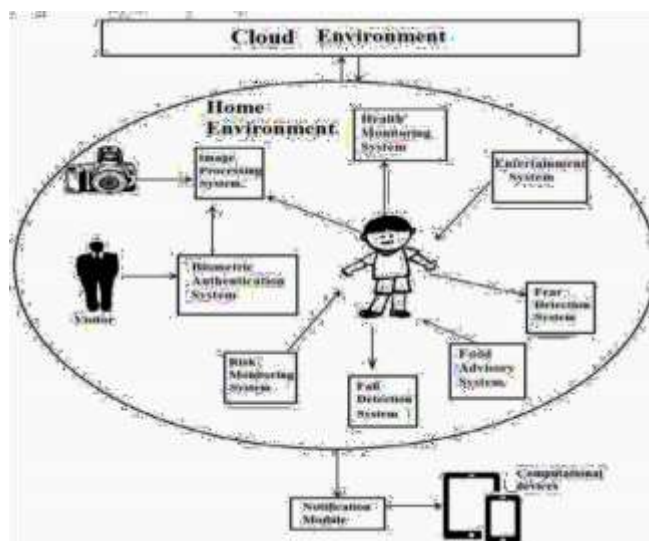 Cloud Environment
Home
Environment
Health
Monitoring
System
Image
Processing
System
Entertainment
System
Biometric
Authentication
System
Visitor
Fear
Detection
System
Risk
Monitoring
System
Fall
Detection
System
Food
Advisory
System
Computational
devices
Notification
Module